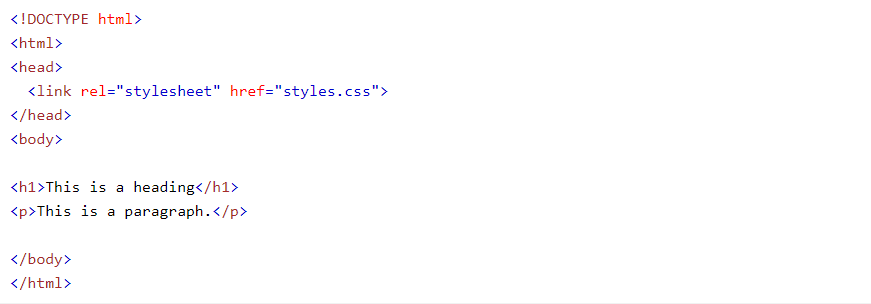 <!DOCTYPE html>
<html>
<head>
  <link rel="stylesheet" href="styles.css">
</head>
<body>

<h1>This is a heading</h1>
<p>This is a paragraph.</p>

</body>
</html>